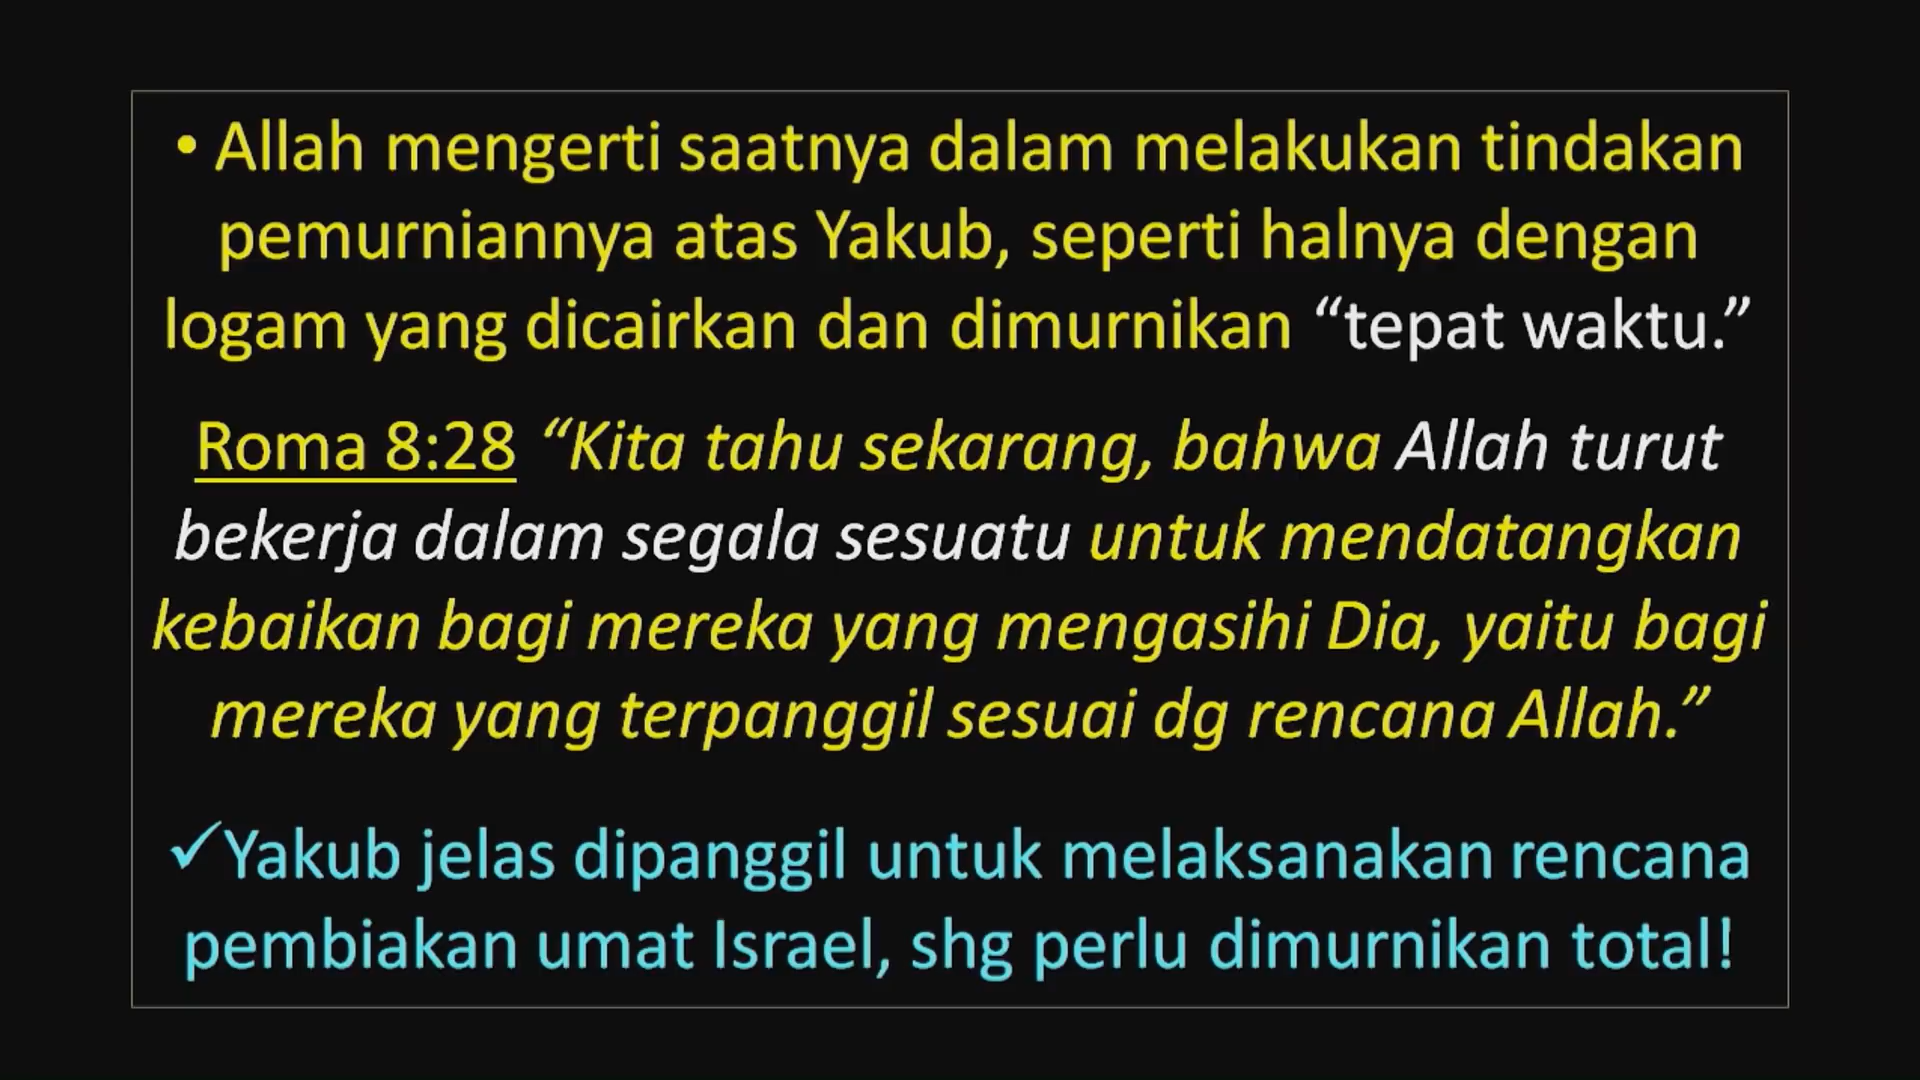 • Allah mengerti saatnya dalam melakukan tindakan
pemurniannya atas Yakub, seperti halnya dengan
logam yang dicairkan dan dimurnikan “tepat waktu.”
Roma 8:28 “Kita tahu sekarang, bahwa Allah turut
bekerja dalam segala sesuatu untuk mendatangkan
kebaikan bagi mereka yang mengasihi Dia, yaitu bagi
mereka yang terpanggil sesuai dg rencana Allah.”
✓Yakub jelas dipanggil untuk melaksanakan rencana
pembiakan umat Israel, shg perlu dimurnikan total!